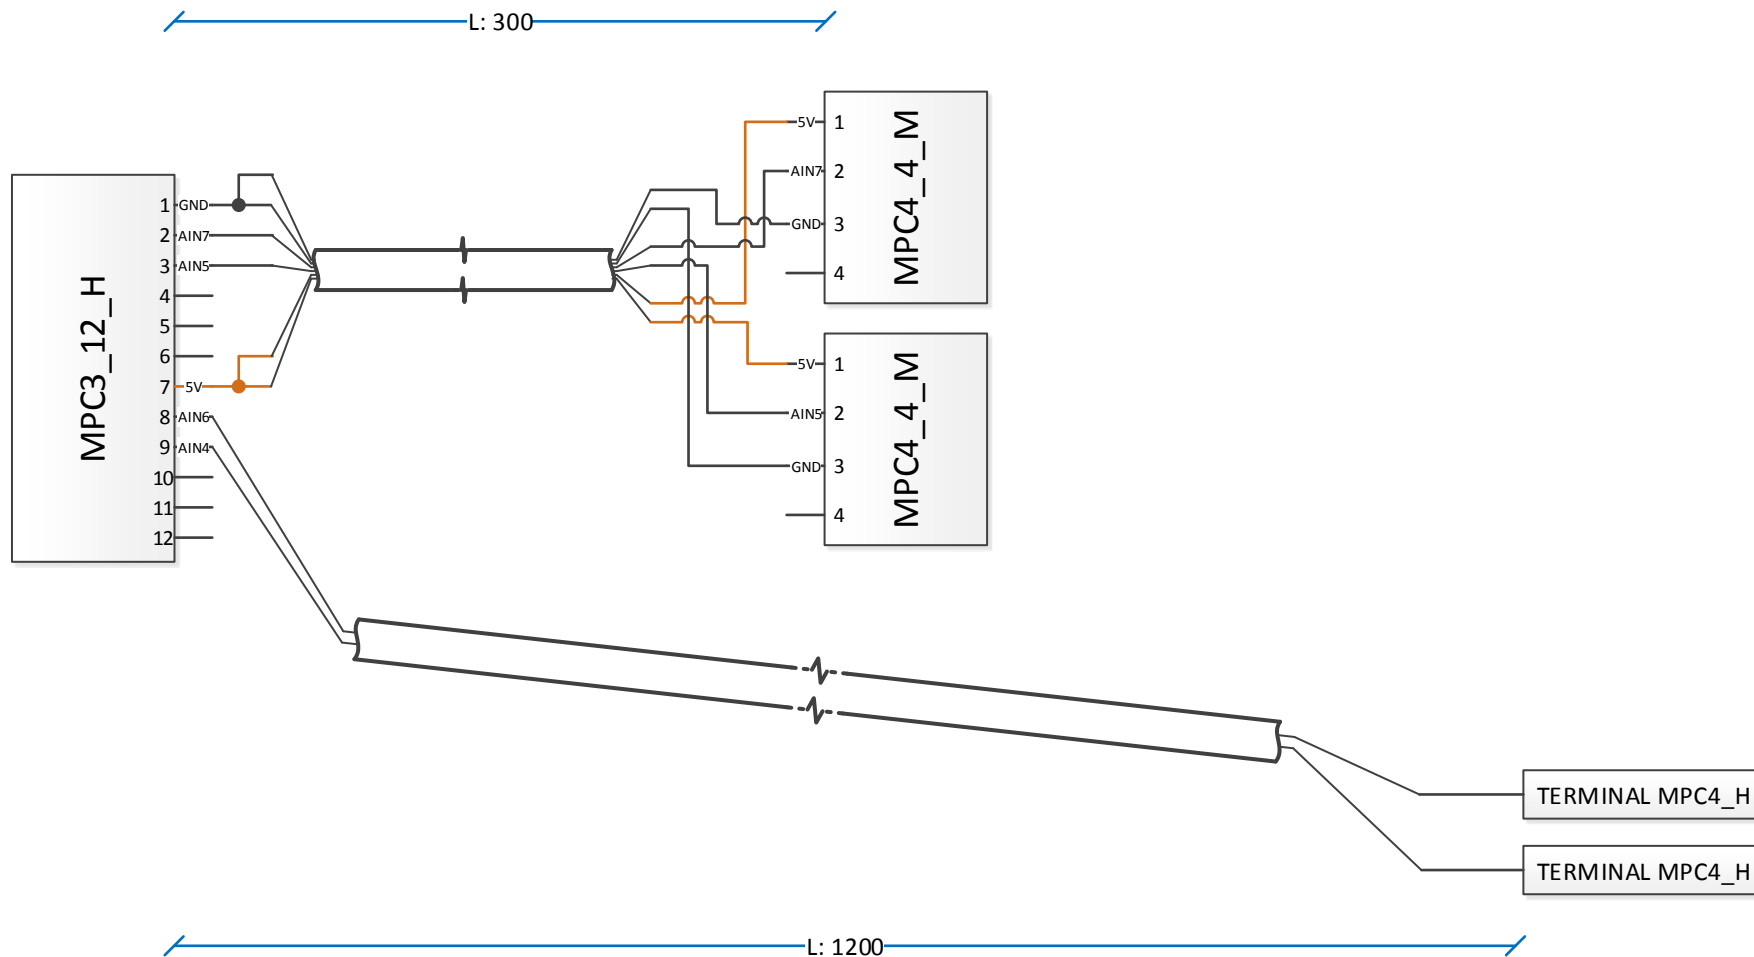 L: 300
MPC3_12_H
1 GND
2 AIN7
3 AIN5
4
5
6
7 5V
8 AIN6
9 AIN4
10
11
12
5V 1
AIN7 2
GND 3
4
MPC4_4_M
5V 1
AIN5 2
GND 3
4
MPC4_4_M
TERMINAL MPC4_H
TERMINAL MPC4_H
L: 1200